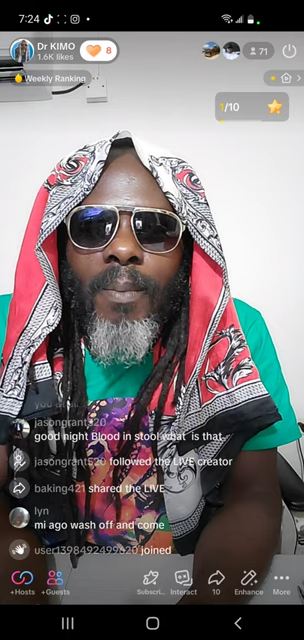 7:24
Dr KIMO
1.6K likes
8
71
Weekly Ranking
1/10
jasongrant520
good night Blood in stool what is that
jasongrant520 followed the LIVE creator
baking421 shared the LIVE
lyn
mi ago wash off and come
user1398492499620 joined
+Hosts
+Guests
Subscri...
Interact
10
Enhance
More